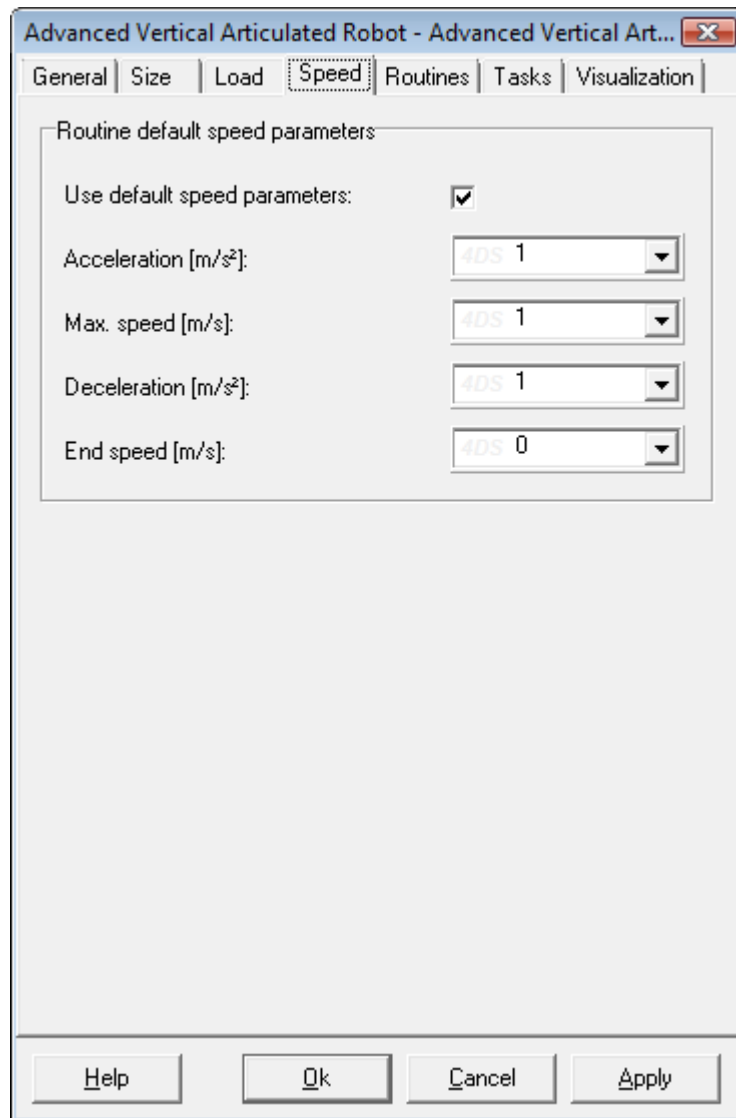 Advanced Vertical Articulated Robot - Advanced Vertical Art...
General Size Load Speed Routines Tasks Visualization
Routine default speed parameters
Use default speed parameters:
Acceleration [m/s²]: 4DS 1
Max. speed [m/s]: 4DS 1
Deceleration [m/s²]: 4DS 1
End speed [m/s]: 4DS 0
Help Ok Cancel Apply